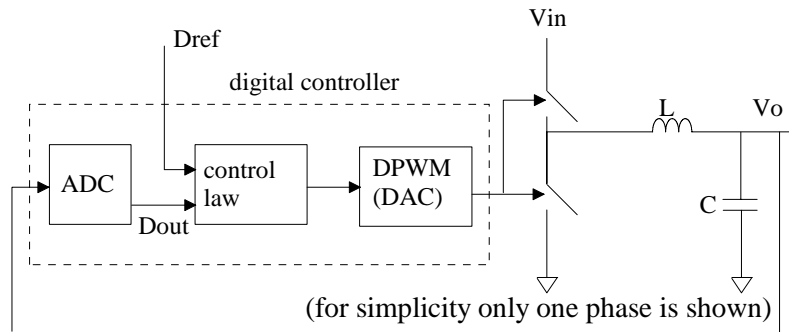 Vin
Dref
digital controller
L
Vo
ADC
control
law
DPWM
(DAC)
Dout
C
(for simplicity only one phase is shown)